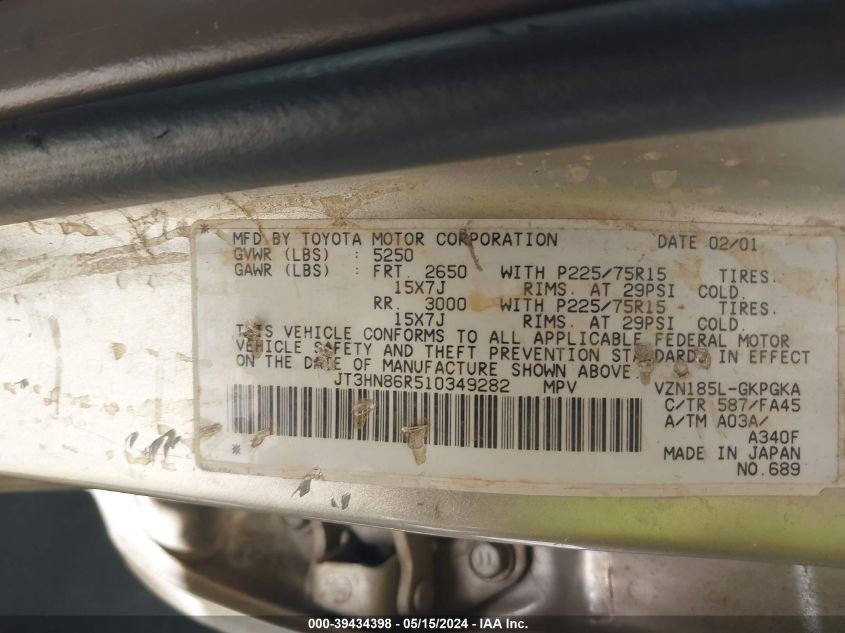 * MFD BY TOYOTA MOTOR CORPORATION DATE 02/01
GVWR (LBS) : 5250
GAWR (LBS) : FRT. 2650 WITH P225/75R15 TIRES.
15X7J RIMS. AT 29PSI COLD.
RR. 3000 WITH P225/75R15 TIRES.
15X7J RIMS. AT 29PSI COLD.
THIS VEHICLE CONFORMS TO ALL APPLICABLE FEDERAL MOTOR
VEHICLE SAFETY AND THEFT PREVENTION STANDARDS IN EFFECT
ON THE DATE OF MANUFACTURE SHOWN ABOVE.
JT3HN86R510349282 MPV VZN185L-GKPGKA
C/TR 587/FA45
A/TM A03A/
A340F
* MADE IN JAPAN
NO.689
000-39434398 - 05/15/2024 - IAA Inc.